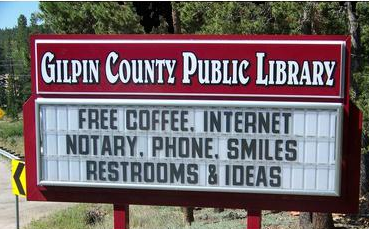 GILPIN COUNTY PUBLIC LIBRARY
FREE COFFEE, INTERNET
NOTARY, PHONE, SMILES
RESTROOMS & IDEAS